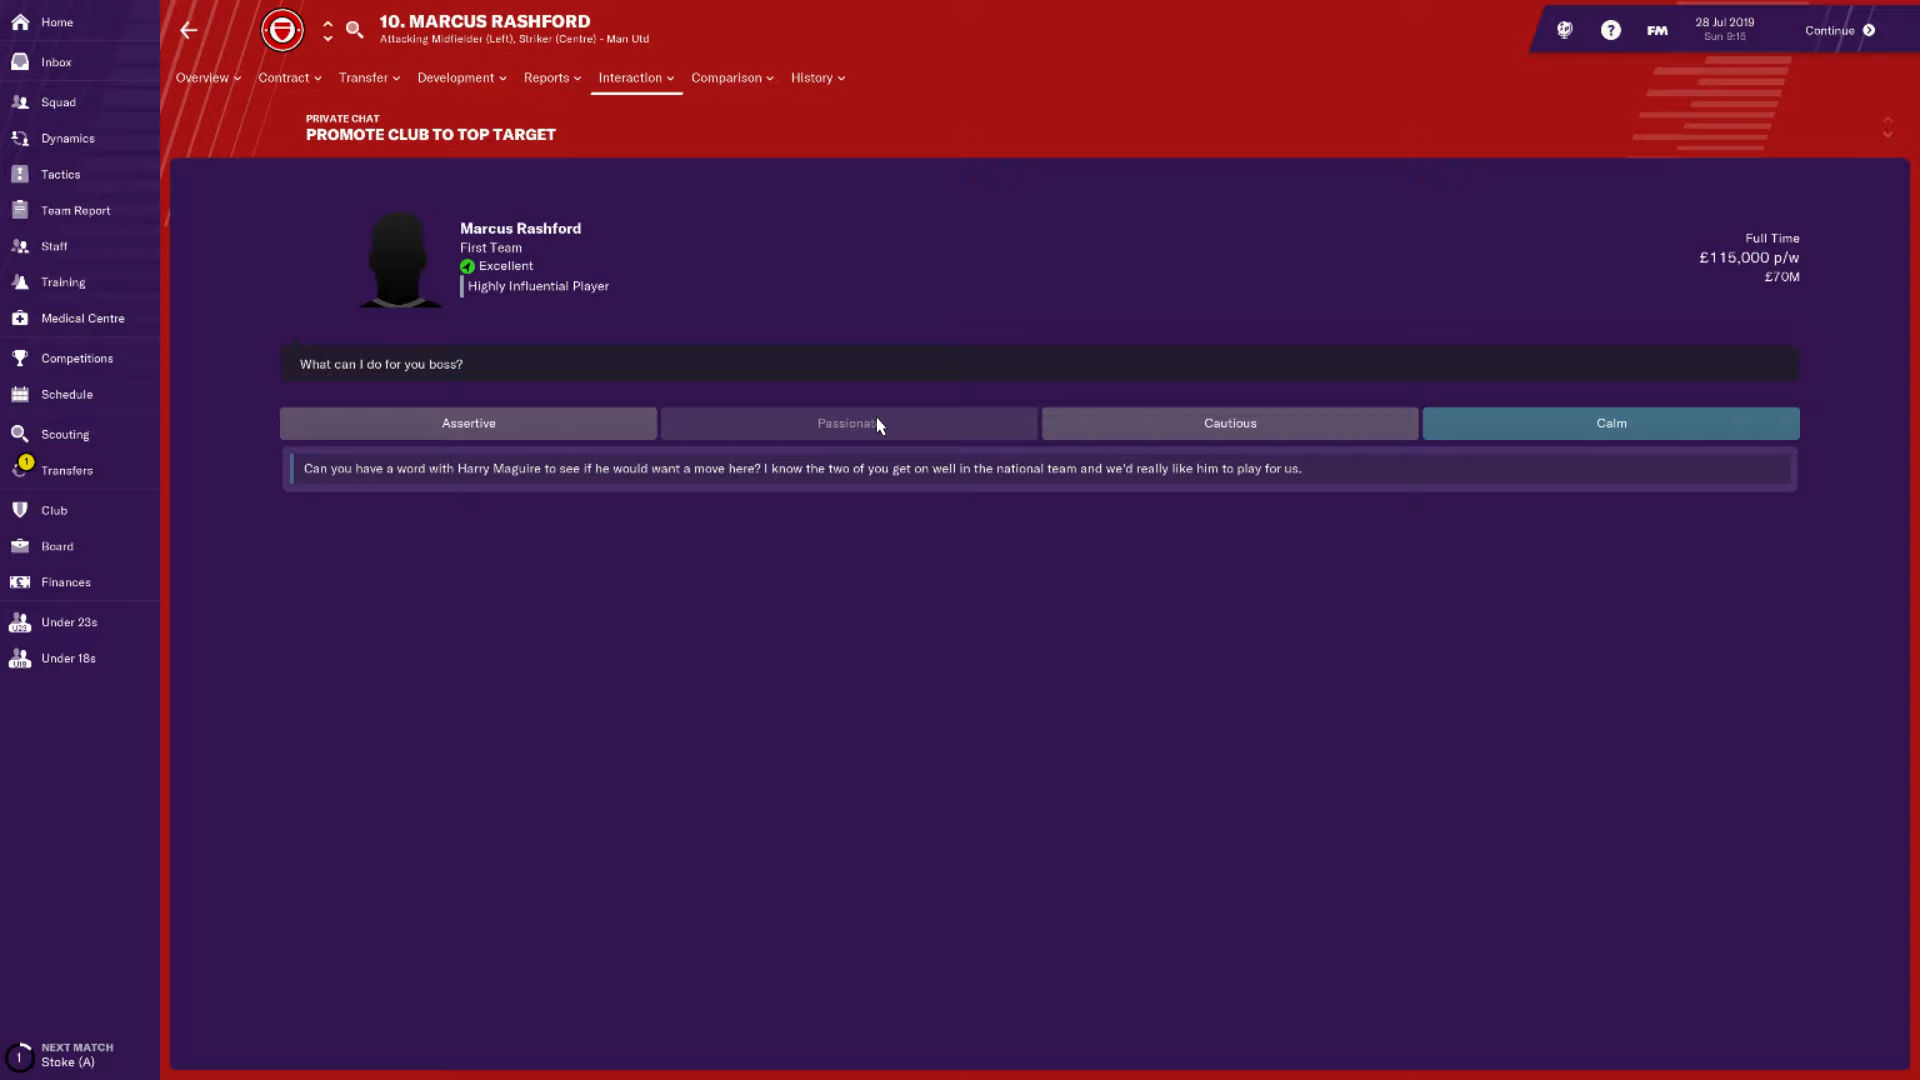 Home
Inbox
Squad
Dynamics
Tactics
Team Report
Staff
Training
Medical Centre
Competitions
Schedule
Scouting
1
Transfers
Club
Board
Finances
U23
Under 23s
U18
Under 18s
NEXT MATCH
1
Stoke (A)
10. MARCUS RASHFORD
Attacking Midfielder (Left), Striker (Centre) - Man Utd
?
FM
28 Jul 2019
Sun 9:15
Continue
Overview
Contract
Transfer
Development
Reports
Interaction
Comparison
History
PRIVATE CHAT
PROMOTE CLUB TO TOP TARGET
Marcus Rashford
First Team
Excellent
Highly Influential Player
Full Time
£115,000 p/w
£70M
What can I do for you boss?
Assertive
Passionat
Cautious
Calm
Can you have a word with Harry Maguire to see if he would want a move here? I know the two of you get on well in the national team and we'd really like him to play for us.